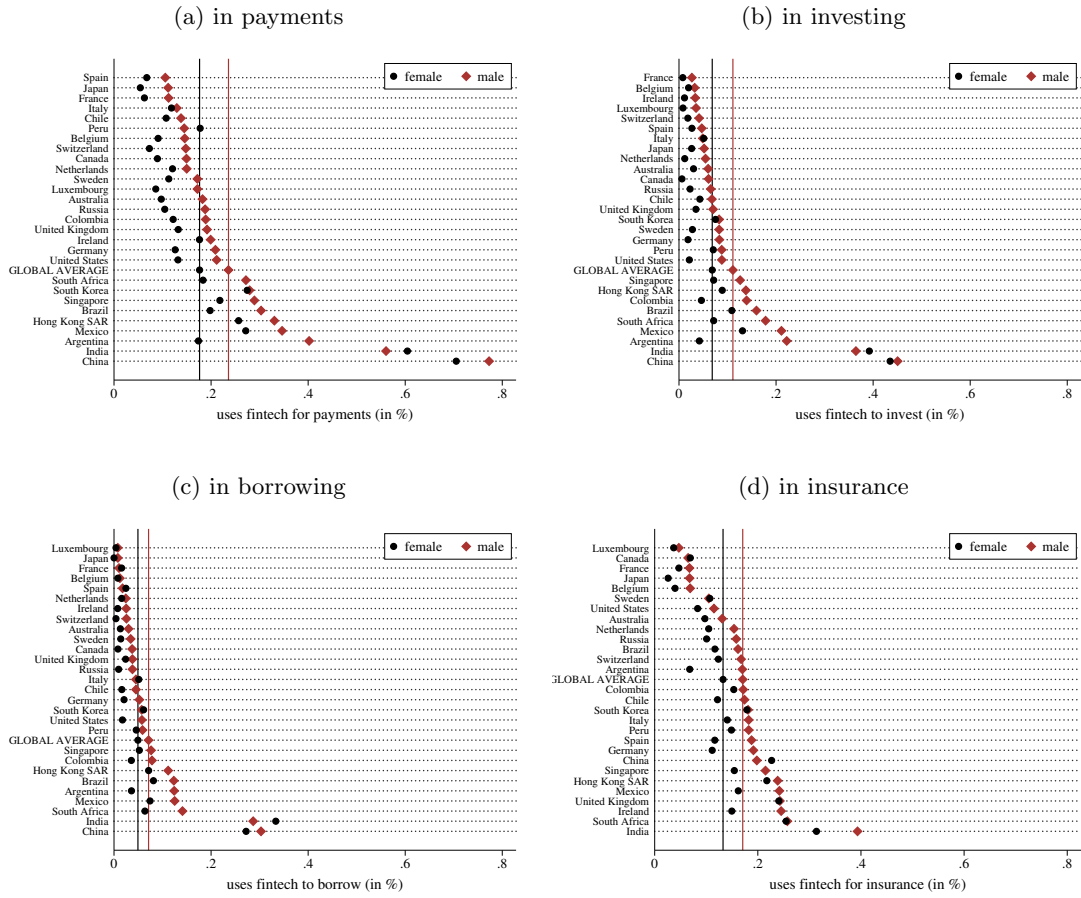 (a) in payments
female male
Spain
Japan
France
Italy
Chile
Peru
Belgium
Switzerland
Canada
Netherlands
Sweden
Luxembourg
Australia
Russia
Colombia
United Kingdom
Ireland
Germany
United States
GLOBAL AVERAGE
South Africa
South Korea
Singapore
Brazil
Hong Kong SAR
Mexico
Argentina
India
China
0 .2 .4 .6 .8
uses fintech for payments (in %)
(b) in investing
female male
France
Belgium
Ireland
Luxembourg
Switzerland
Spain
Italy
Japan
Netherlands
Australia
Canada
Russia
Chile
United Kingdom
South Korea
Sweden
Germany
Peru
United States
GLOBAL AVERAGE
Singapore
Hong Kong SAR
Colombia
Brazil
South Africa
Mexico
Argentina
India
China
0 .2 .4 .6 .8
uses fintech to invest (in %)
(c) in borrowing
female male
Luxembourg
Japan
France
Belgium
Spain
Netherlands
Ireland
Switzerland
Australia
Sweden
Canada
United Kingdom
Russia
Italy
Chile
Germany
South Korea
United States
Peru
GLOBAL AVERAGE
Singapore
Colombia
Hong Kong SAR
Brazil
Argentina
Mexico
South Africa
India
China
0 .2 .4 .6 .8
uses fintech to borrow (in %)
(d) in insurance
female male
Luxembourg
Canada
France
Japan
Belgium
Sweden
United States
Australia
Netherlands
Russia
Brazil
Switzerland
Argentina
GLOBAL AVERAGE
Colombia
Chile
South Korea
Italy
Peru
Spain
Germany
China
Singapore
Hong Kong SAR
Mexico
United Kingdom
Ireland
South Africa
India
0 .2 .4 .6 .8
uses fintech for insurance (in %)